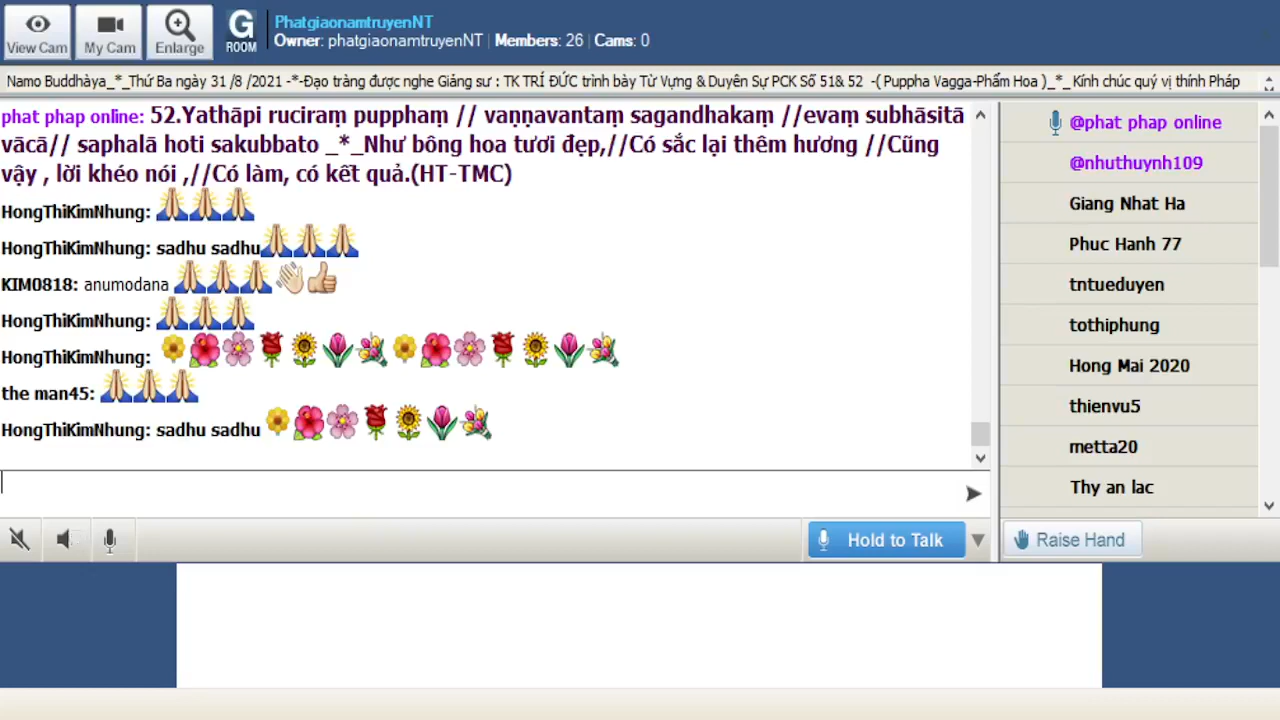 View Cam
My Cam
Enlarge
G
ROOM
PhatgiaonamtruyenNT
Owner: phatgiaonamtruyenNT | Members: 26 | Cams: 0
Namo Buddhàya_*_Thứ Ba ngày 31 /8 /2021 -*-Đạo tràng được nghe Giảng sư : TK TRÍ ĐỨC trình bày Từ Vựng & Duyên Sự PCK Số 51& 52 -( Puppha Vagga-Phẩm Hoa )_*_Kính chúc quý vị thính Pháp
phat phap online: 52.Yathāpi ruciraṃ pupphaṃ // vaṇṇavantaṃ sagandhakaṃ //evaṃ subhāsitā
vācā// saphalā hoti sakubbato _*_Như bông hoa tươi đẹp,//Có sắc lại thêm hương //Cũng
vậy , lời khéo nói ,//Có làm, có kết quả.(HT-TMC)
HongThiKimNhung: 🙏🙏🙏
HongThiKimNhung: sadhu sadhu🙏🙏🙏
KIM0818: anumodana 🙏🙏🙏👋👍
HongThiKimNhung: 🙏🙏🙏
HongThiKimNhung: 🌼🌺🌸🌹🌻🌷💐🌼🌺🌸🌹🌻🌷💐
the man45: 🙏🙏🙏
HongThiKimNhung: sadhu sadhu 🌼🌺🌸🌹🌻🌷💐
@phat phap online
@nhuthuynh109
Giang Nhat Ha
Phuc Hanh 77
tntueduyen
tothiphung
Hong Mai 2020
thienvu5
metta20
Thy an lac
Hold to Talk
Raise Hand